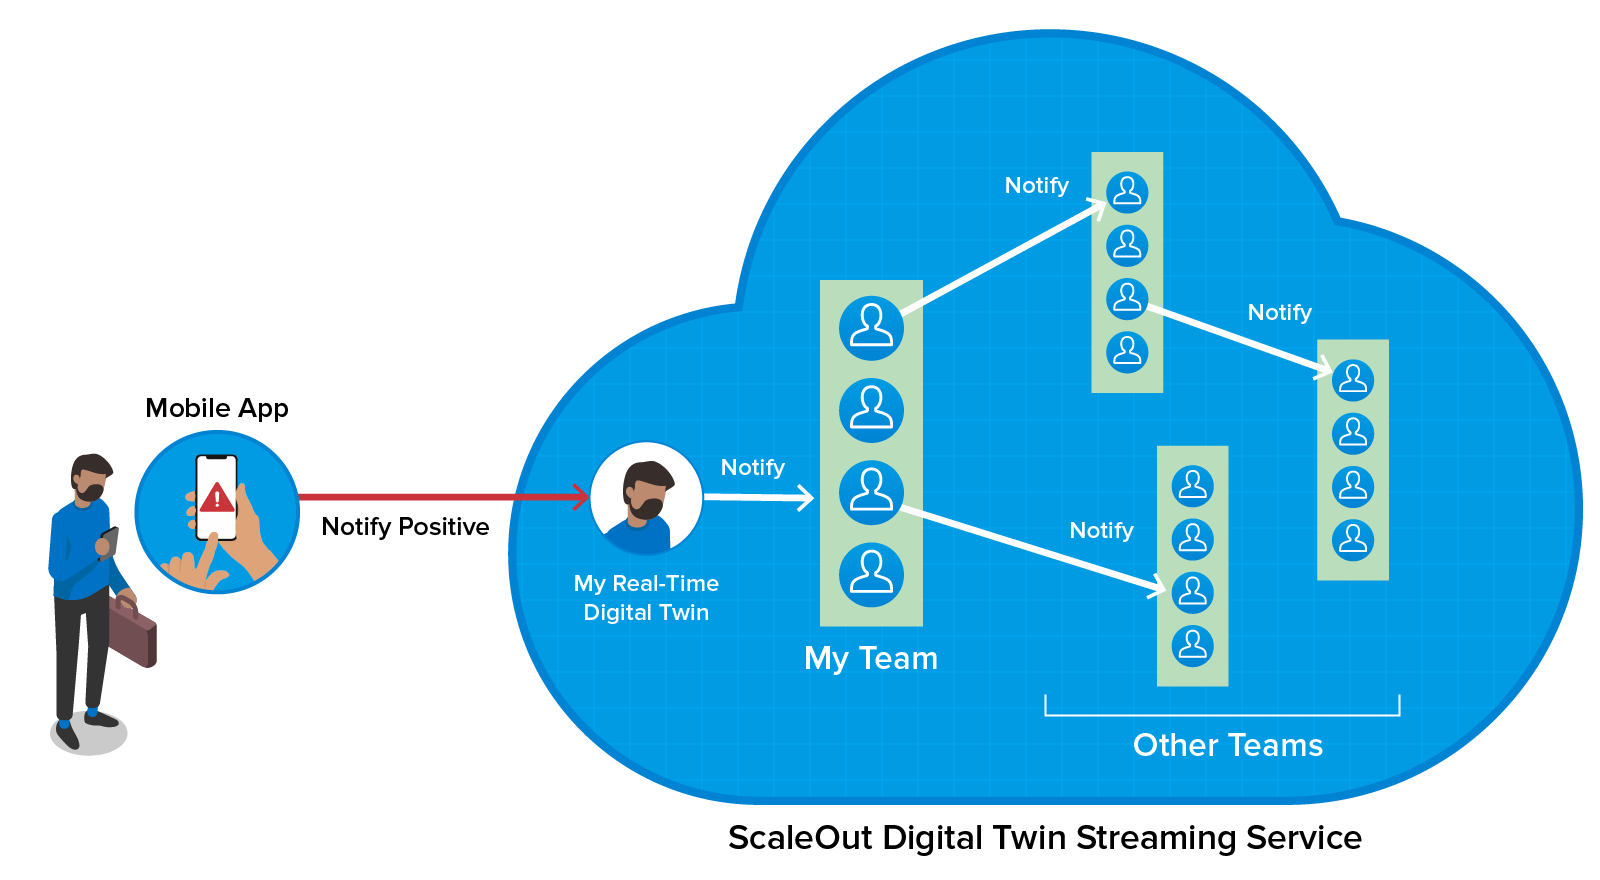 Mobile App
Notify Positive
My Real-Time
Digital Twin
Notify
My Team
Notify
Notify
Notify
Other Teams
ScaleOut Digital Twin Streaming Service